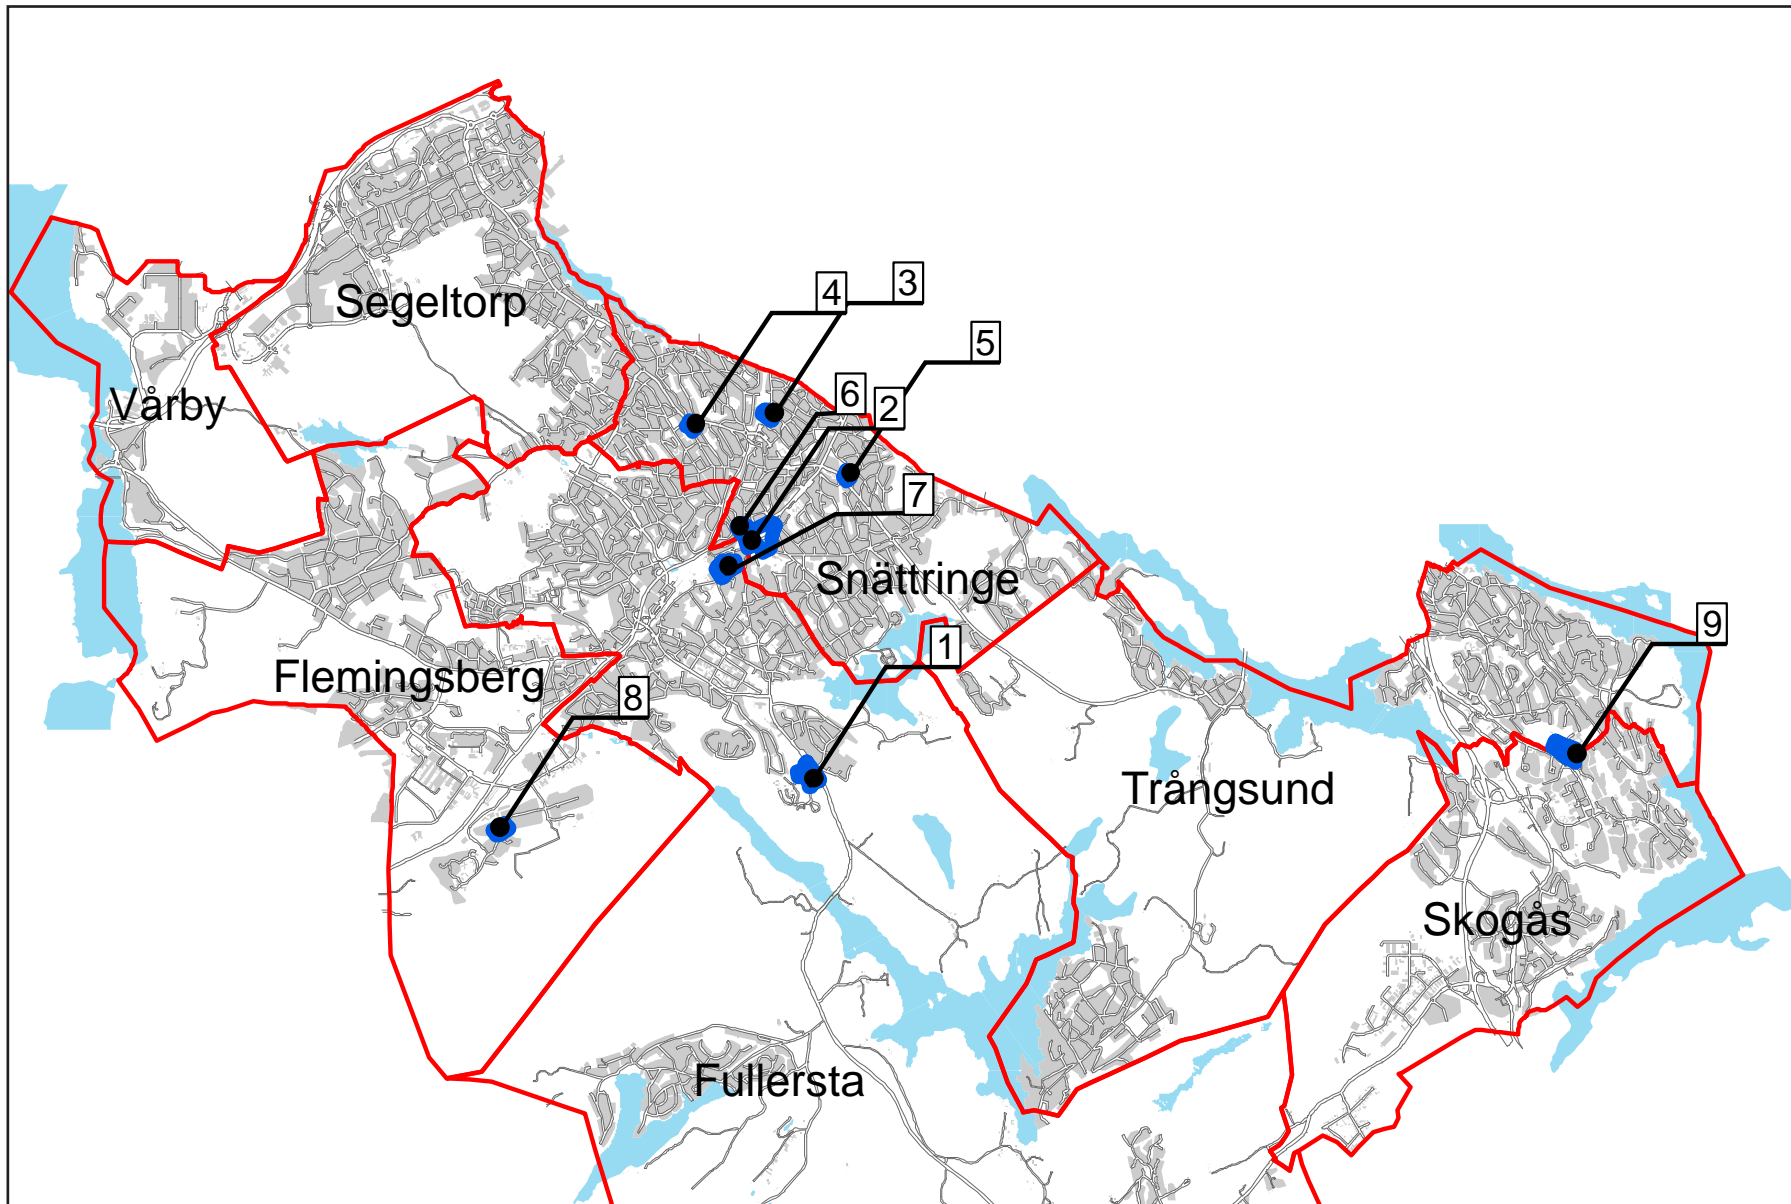 3
4
Segeltorp
5
6
Vårby
2
7
Snättringe
9
1
Flemingsberg
8
Trångsund
Skogås
Fullersta